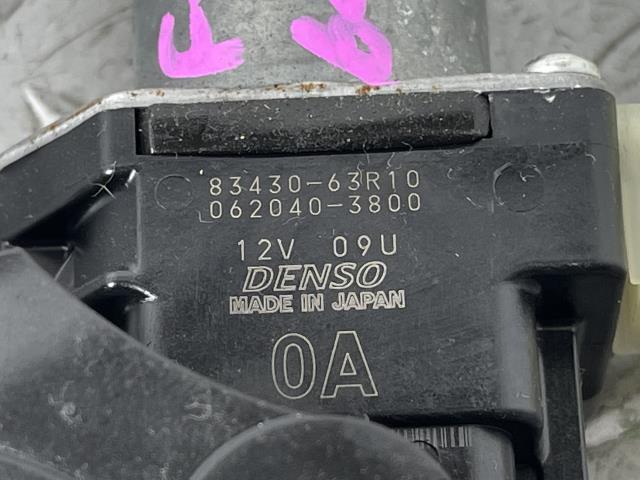 F
83430-63R10
062040-3800
12V 09U
DENSO
MADE IN JAPAN
0A